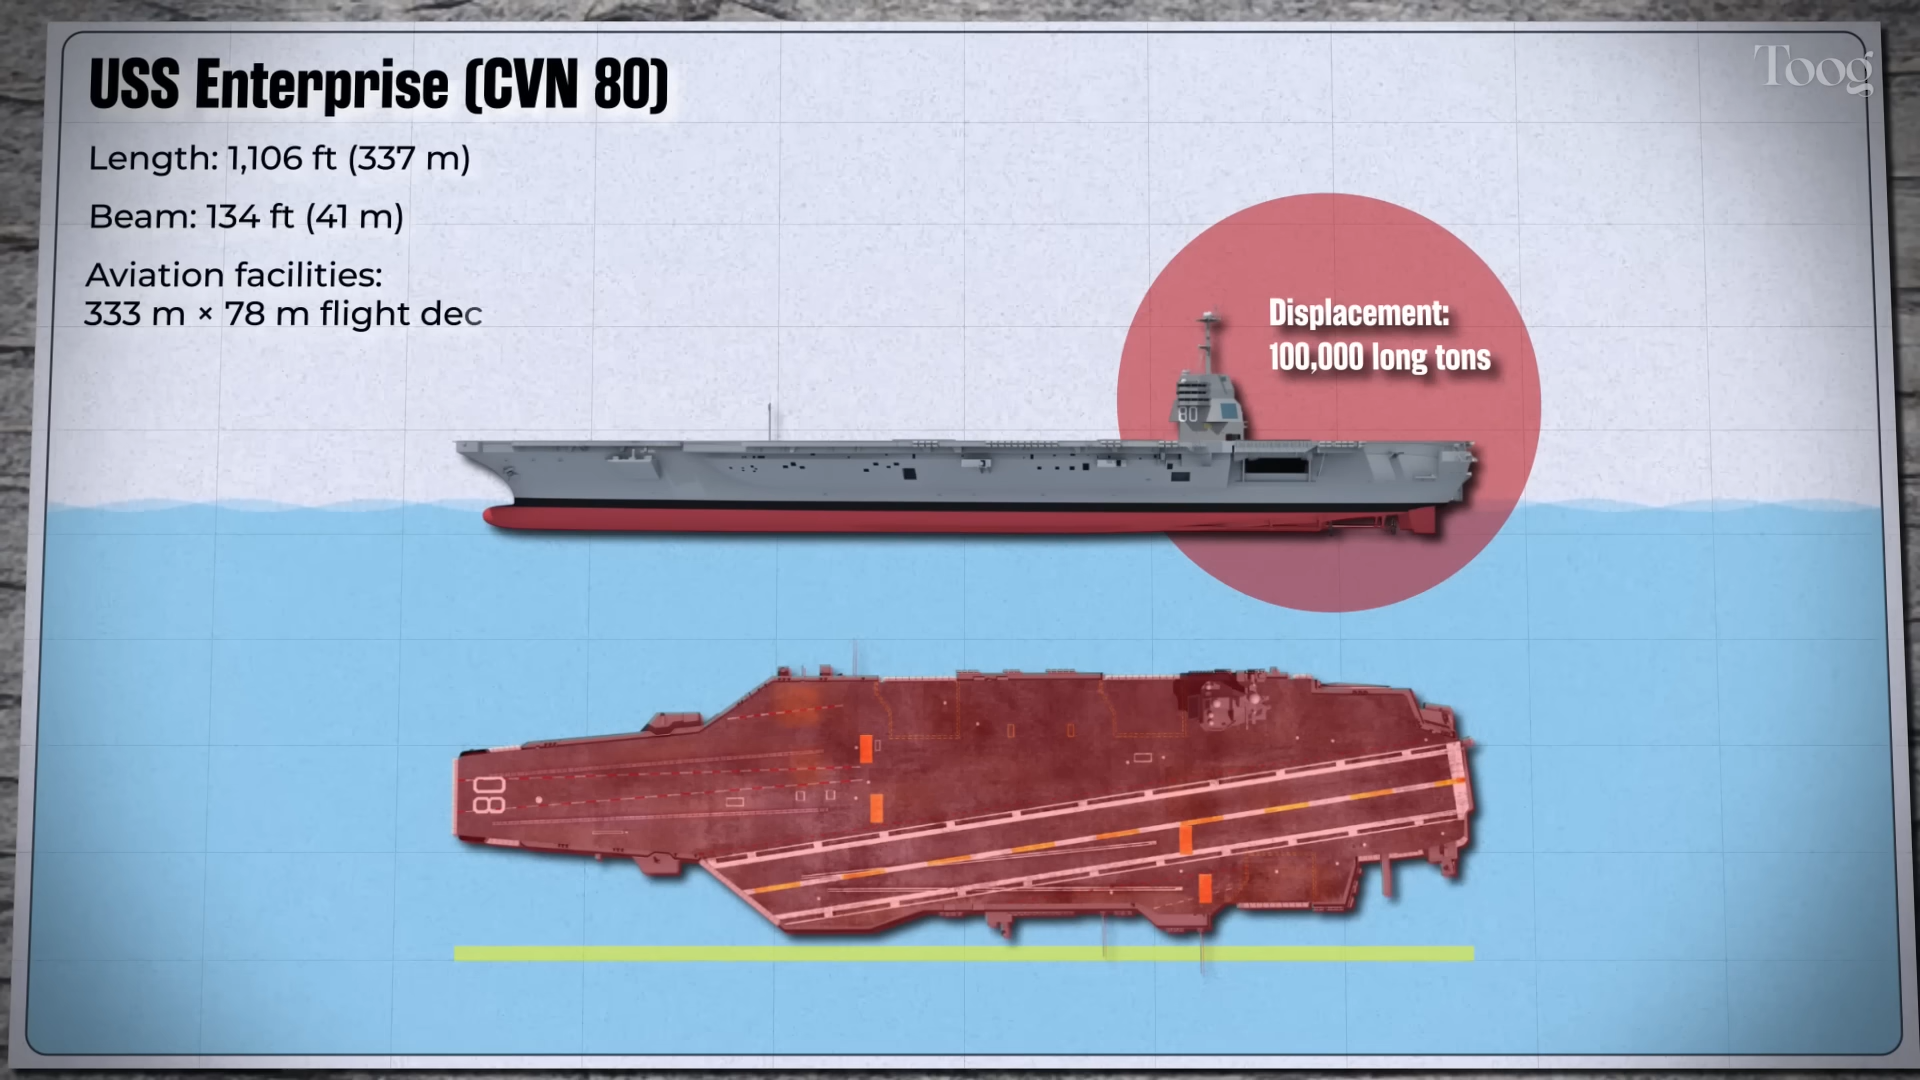 USS Enterprise (CVN 80)
Toog
Length: 1,106 ft (337 m)
Beam: 134 ft (41 m)
Aviation facilities:
333 m × 78 m flight dec
Displacement:
100,000 long tons
80
80